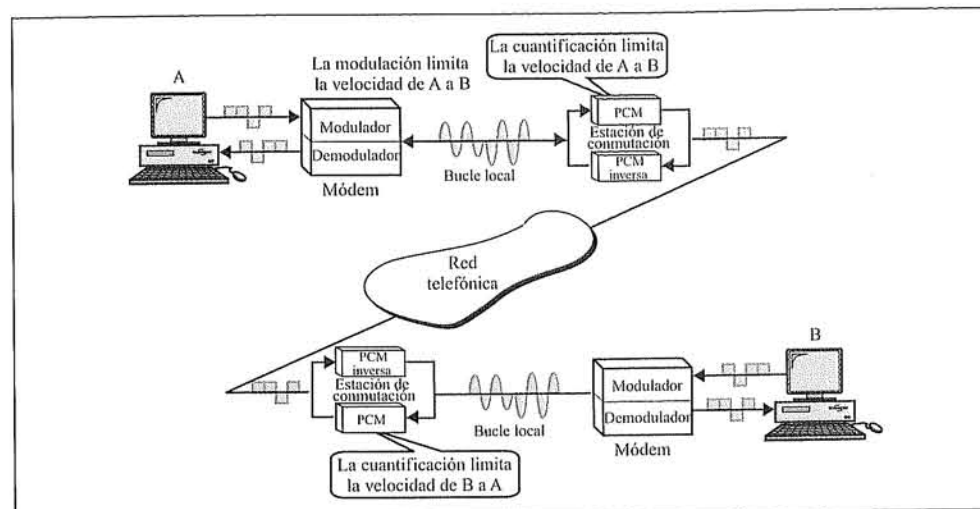 La cuantificación limita
la velocidad de A a B
La modulación limita
la velocidad de A a B
A
Modulador
Demodulador
Módem
Bucle local
PCM
Estación de
conmutación
PCM
inversa
Red
telefónica
B
PCM
inversa
Estación de
conmutación
PCM
Bucle local
Modulador
Demodulador
Módem
La cuantificación limita
la velocidad de B a A